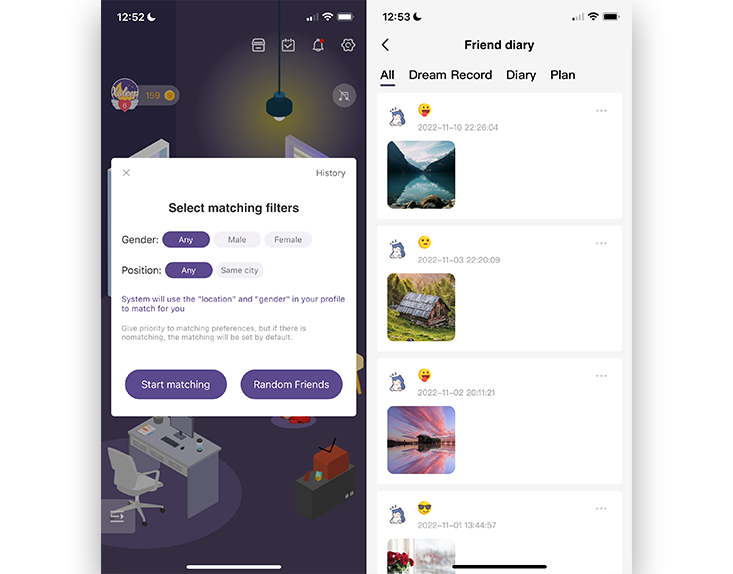 12:52
159
6
History
Select matching filters
Gender: Any Male Female
Position: Any Same city
System will use the "location" and "gender" in your profile
to match for you
Give priority to matching preferences, but if there is
nomatching, the matching will be set by default.
Start matching Random Friends
12:53
Friend diary
All Dream Record Diary Plan
2022-11-10 22:26:04
2022-11-03 22:20:09
2022-11-02 20:11:21
2022-11-01 13:44:57